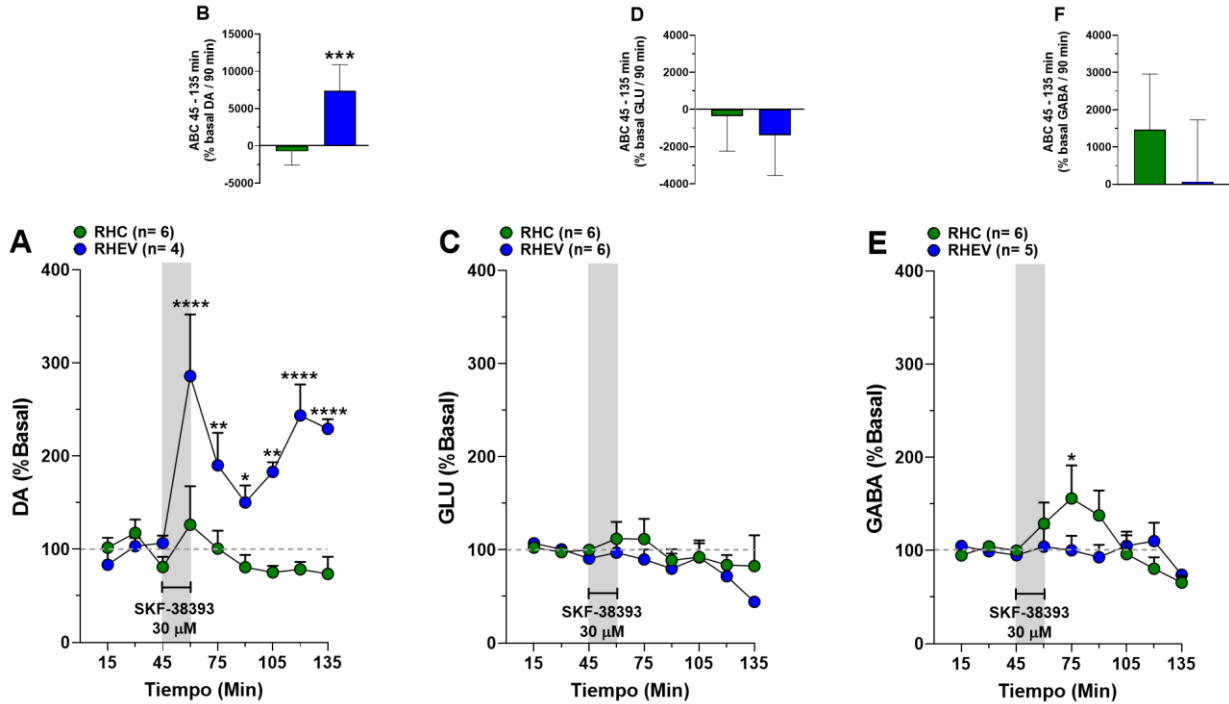 B
ABC 45 - 135 min
(% basal DA / 90 min)
15000
10000
5000
0
-5000
***
D
ABC 45 - 135 min
(% basal GLU / 90 min)
4000
2000
0
-2000
-4000
F
ABC 45 - 135 min
(% basal GABA / 90 min)
4000
3000
2000
1000
0
A
RHC (n= 6)
RHEV (n= 4)
DA (%Basal)
400
300
200
100
0
****
**
*
**
****
****
SKF-38393
30 µM
15 45 75 105 135
Tiempo (Min)
C
RHC (n= 6)
RHEV (n= 6)
GLU (%Basal)
400
300
200
100
0
SKF-38393
30 µM
15 45 75 105 135
Tiempo (Min)
E
RHC (n= 6)
RHEV (n= 5)
GABA (%Basal)
400
300
200
100
0
*
SKF-38393
30 µM
15 45 75 105 135
Tiempo (Min)